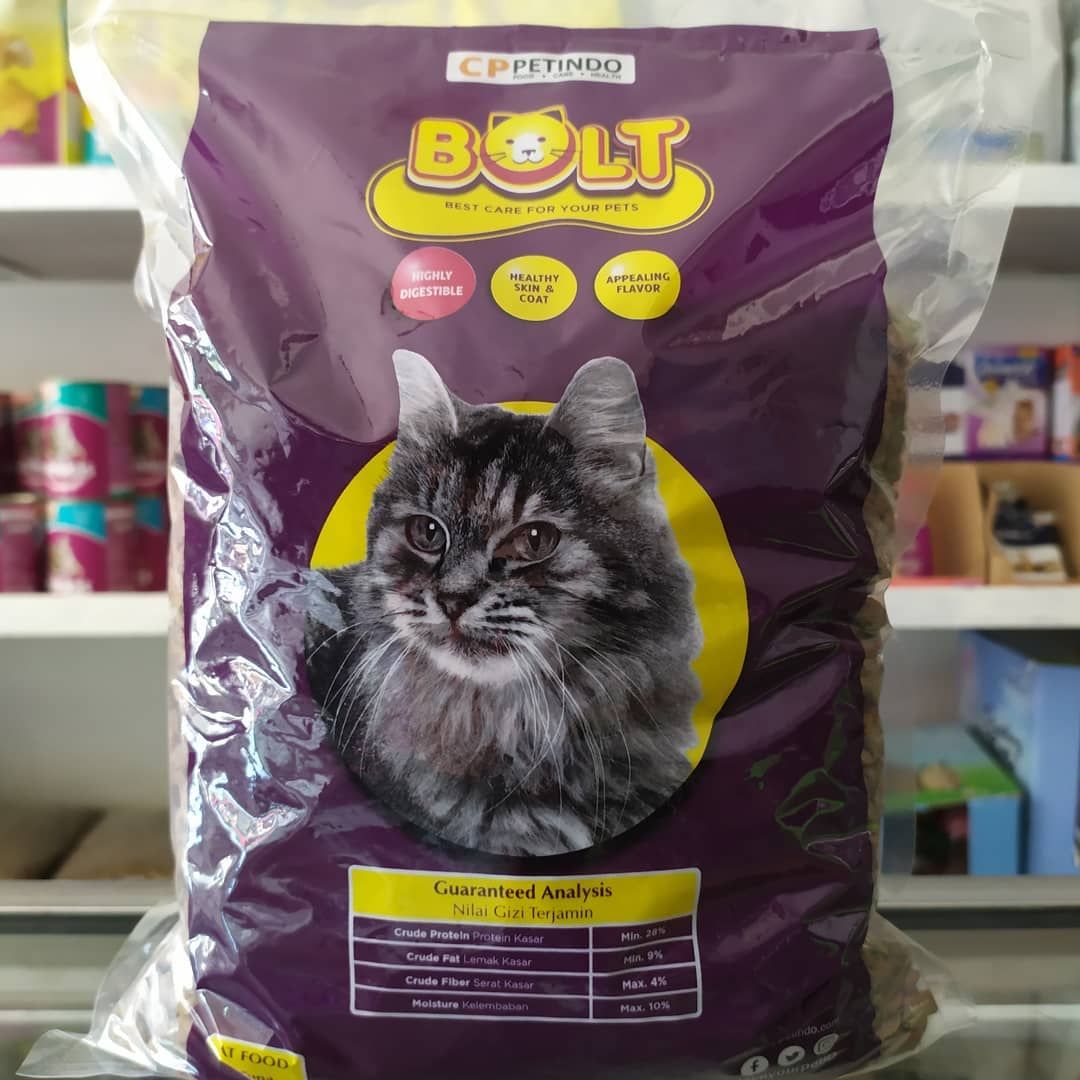 CPPETINDO
FOOD • CARE • HEALTH
BOLT
BEST CARE FOR YOUR PETS
HIGHLY
DIGESTIBLE
HEALTHY
SKIN &
COAT
APPEALING
FLAVOR
Guaranteed Analysis
Nilai Gizi Terjamin
Crude Protein Protein Kasar Min. 28%
Crude Fat Lemak Kasar Min. 9%
Crude Fiber Serat Kasar Max. 4%
Moisture Kelembaban Max. 10%
FOOD